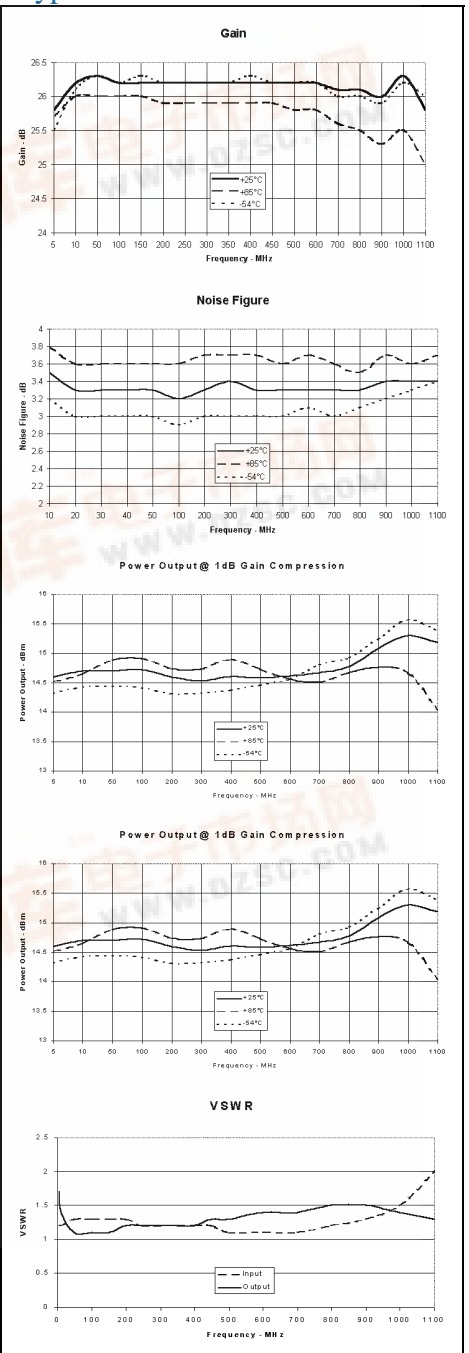 Gain
26.5
26
25.5
25
24.5
24
Gain - dB
+25°C
+85°C
-54°C
5 10 50 100 150 200 250 300 350 400 450 500 600 700 800 900 1000 1100
Frequency - MHz
Noise Figure
4
3.8
3.6
3.4
3.2
3
2.8
2.6
2.4
2.2
2
Noise Figure - dB
+25°C
+85°C
-54°C
10 20 30 40 50 100 200 300 400 500 600 700 800 900 1000 1100
Frequency - MHz
Power Output @ 1dB Gain Compression
16
15.5
15
14.5
14
13.5
13
Power Output - dBm
+25°C
+85°C
-54°C
5 10 50 100 200 300 400 500 600 700 800 900 1000 1100
Frequency - MHz
Power Output @ 1dB Gain Compression
16
15.5
15
14.5
14
13.5
13
Power Output - dBm
+25°C
+85°C
-54°C
5 10 50 100 200 300 400 500 600 700 800 900 1000 1100
Frequency - MHz
VSWR
2.5
2
1.5
1
0.5
0
VSWR
Input
Output
0 100 200 300 400 500 600 700 800 900 1000 1100
Frequency - MHz
库电子市场网
WWW.DZSC.COM